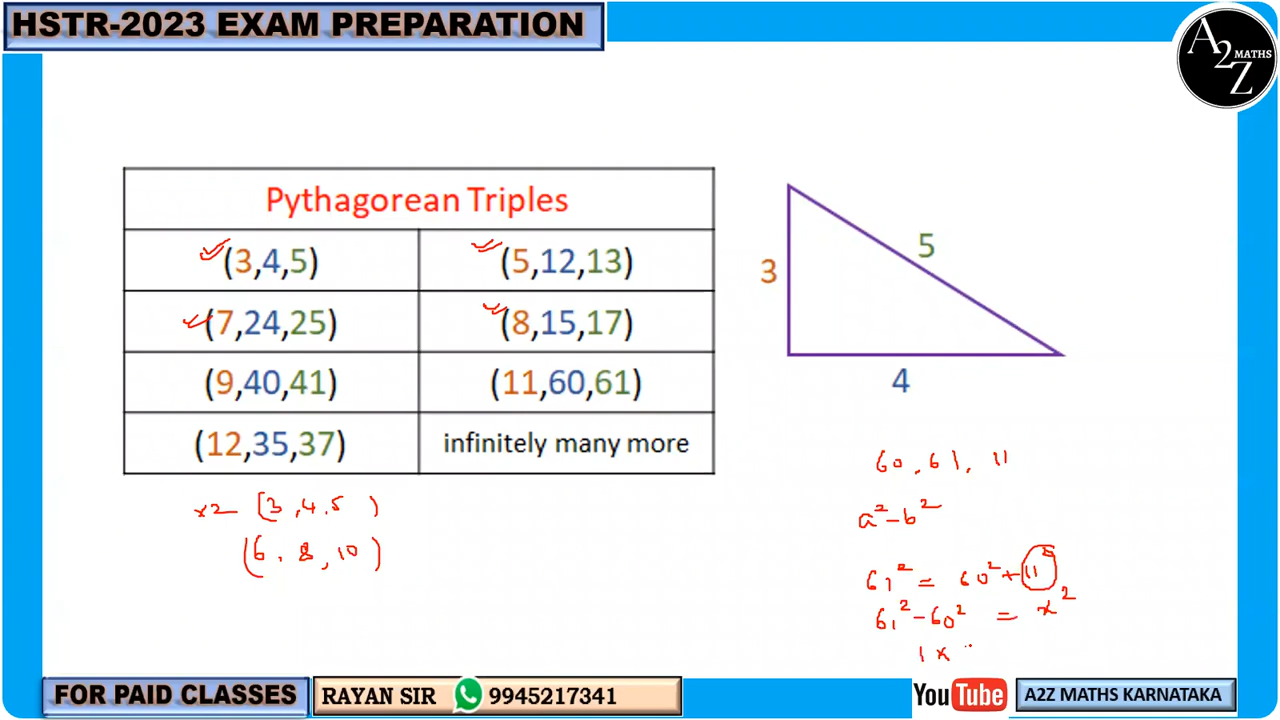 HSTR-2023 EXAM PREPARATION
A2Z MATHS
Pythagorean Triples
(3,4,5) (5,12,13)
(7,24,25) (8,15,17)
(9,40,41) (11,60,61)
(12,35,37) infinitely many more
×2 (3,4,5)
(6, 8, 10)
3
5
4
60, 61, 11
a²-b²
61² = 60² + 11²
61² - 60² = x²
1 ×
FOR PAID CLASSES RAYAN SIR 9945217341 YouTube A2Z MATHS KARNATAKA